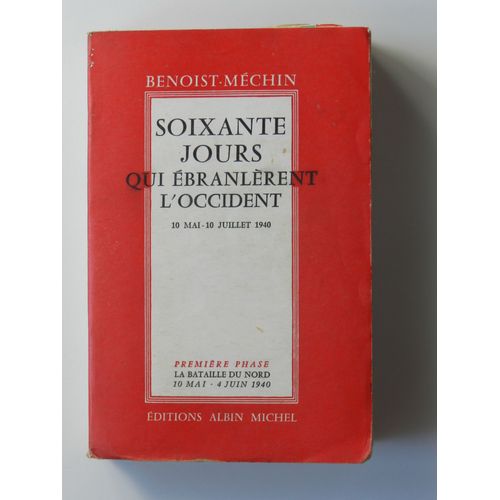 BENOIST-MÉCHIN
SOIXANTE
JOURS
QUI ÉBRANLÈRENT
L'OCCIDENT
10 MAI-10 JUILLET 1940
PREMIÈRE PHASE
LA BATAILLE DU NORD
10 MAI - 4 JUIN 1940
ÉDITIONS ALBIN MICHEL